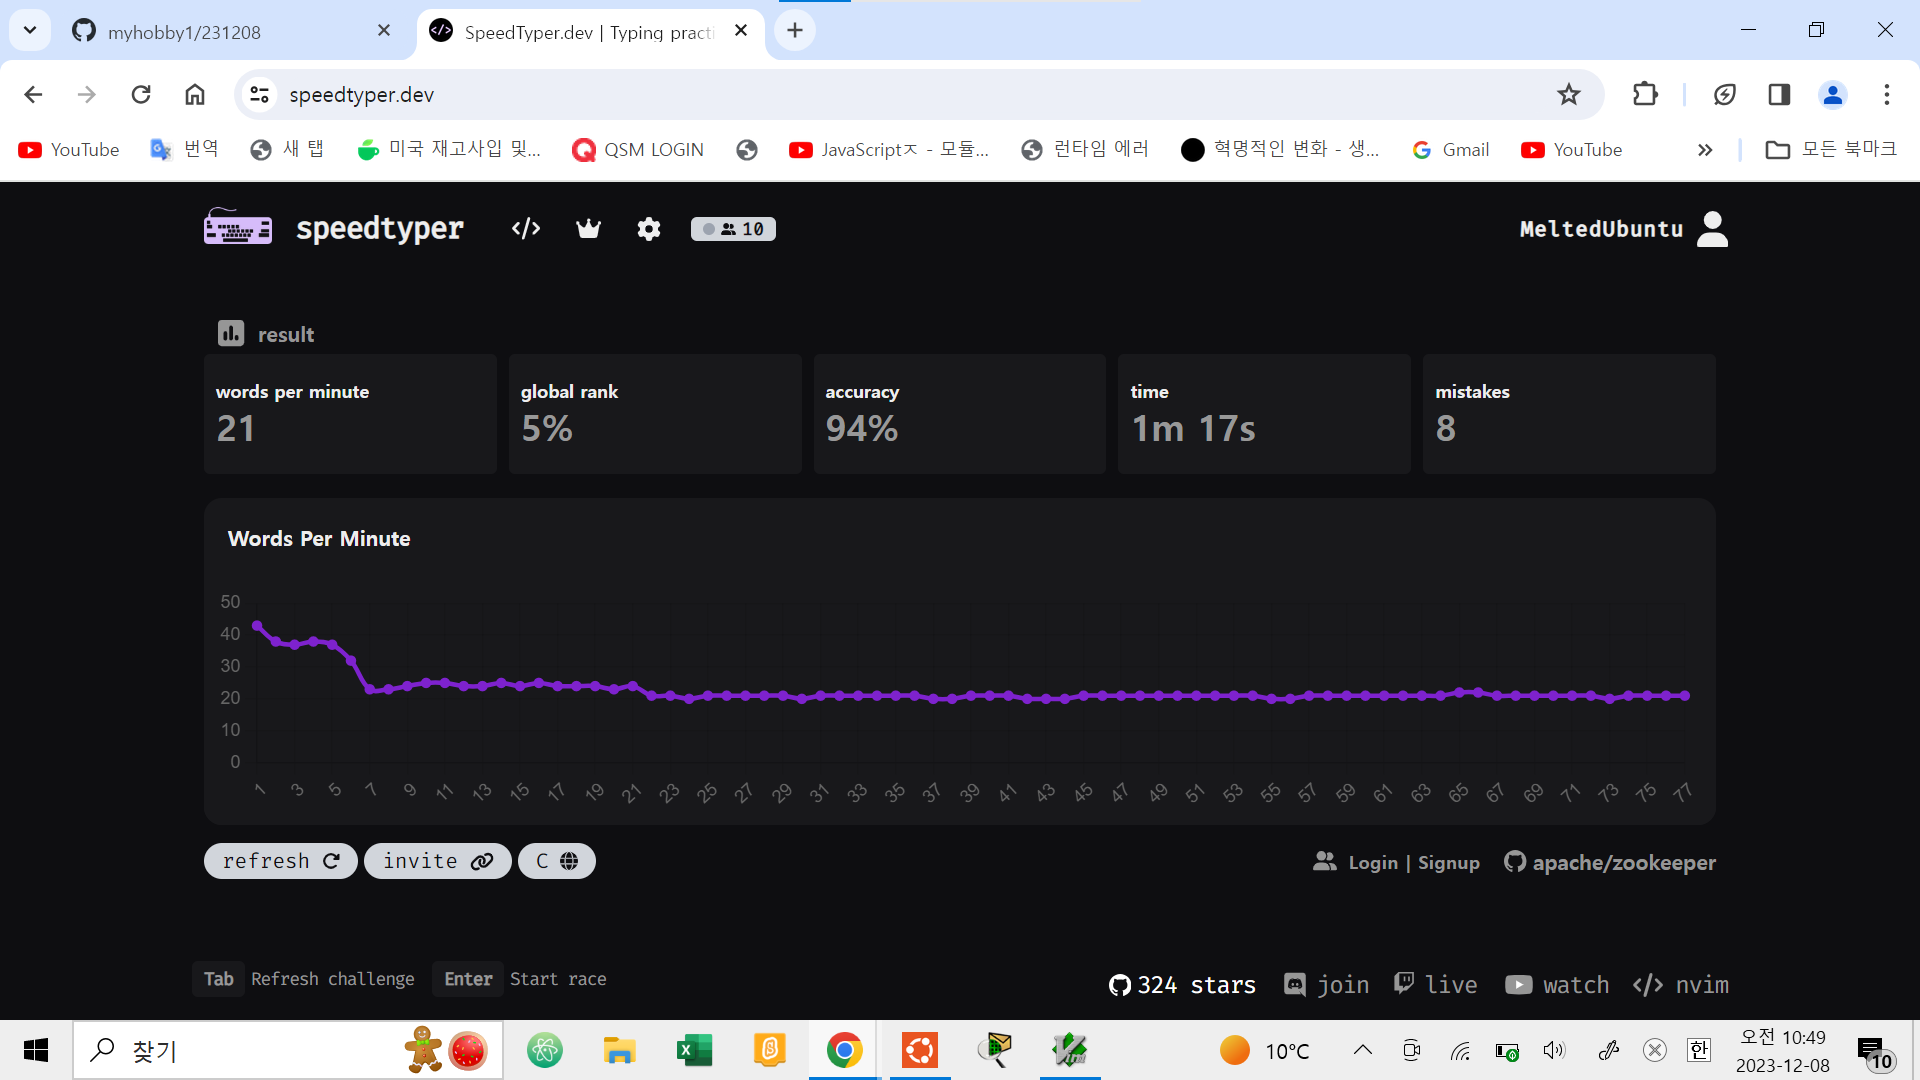 myhobby1/231208
SpeedTyper.dev | Typing practi
speedtyper.dev
YouTube 번역 새 탭 미국 재고사입 및... QSM LOGIN JavaScriptㅈ - 모듈... 런타임 에러 혁명적인 변화 - 생... Gmail YouTube » 모든 북마크
speedtyper 10 MeltedUbuntu
result
words per minute global rank accuracy time mistakes
21 5% 94% 1m 17s 8
Words Per Minute
50
40
30
20
10
0
1 3 5 7 9 11 13 15 17 19 21 23 25 27 29 31 33 35 37 39 41 43 45 47 49 51 53 55 57 59 61 63 65 67 69 71 73 75 77
refresh invite C Login | Signup apache/zookeeper
Tab Refresh challenge Enter Start race
324 stars join live watch nvim
찾기
10℃ 한
오전 10:49
2023-12-08
10